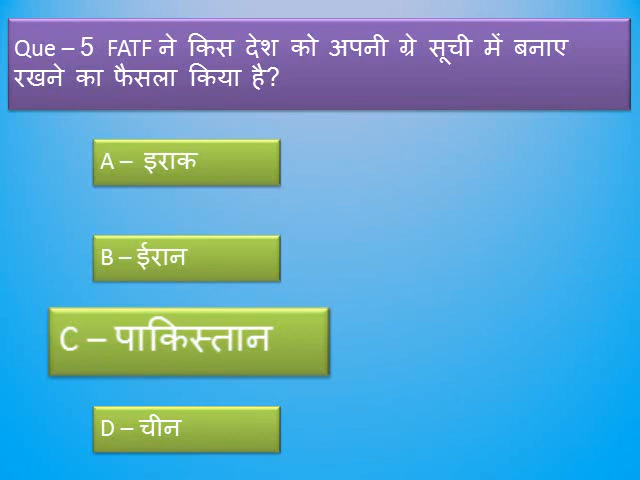 Que – 5 FATF ने किस देश को अपनी ग्रे सूची में बनाए
रखने का फैसला किया है?
A – इराक
B – ईरान
C – पाकिस्तान
D – चीन